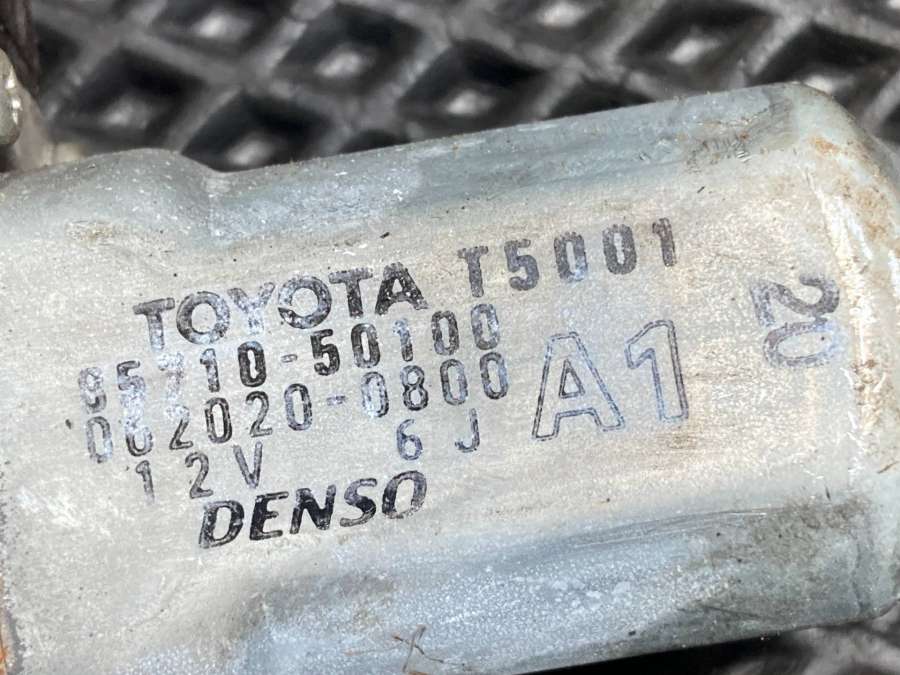 TOYOTA T5001
85710-50100
062020-0800
12V 6J
DENSO
A1
20